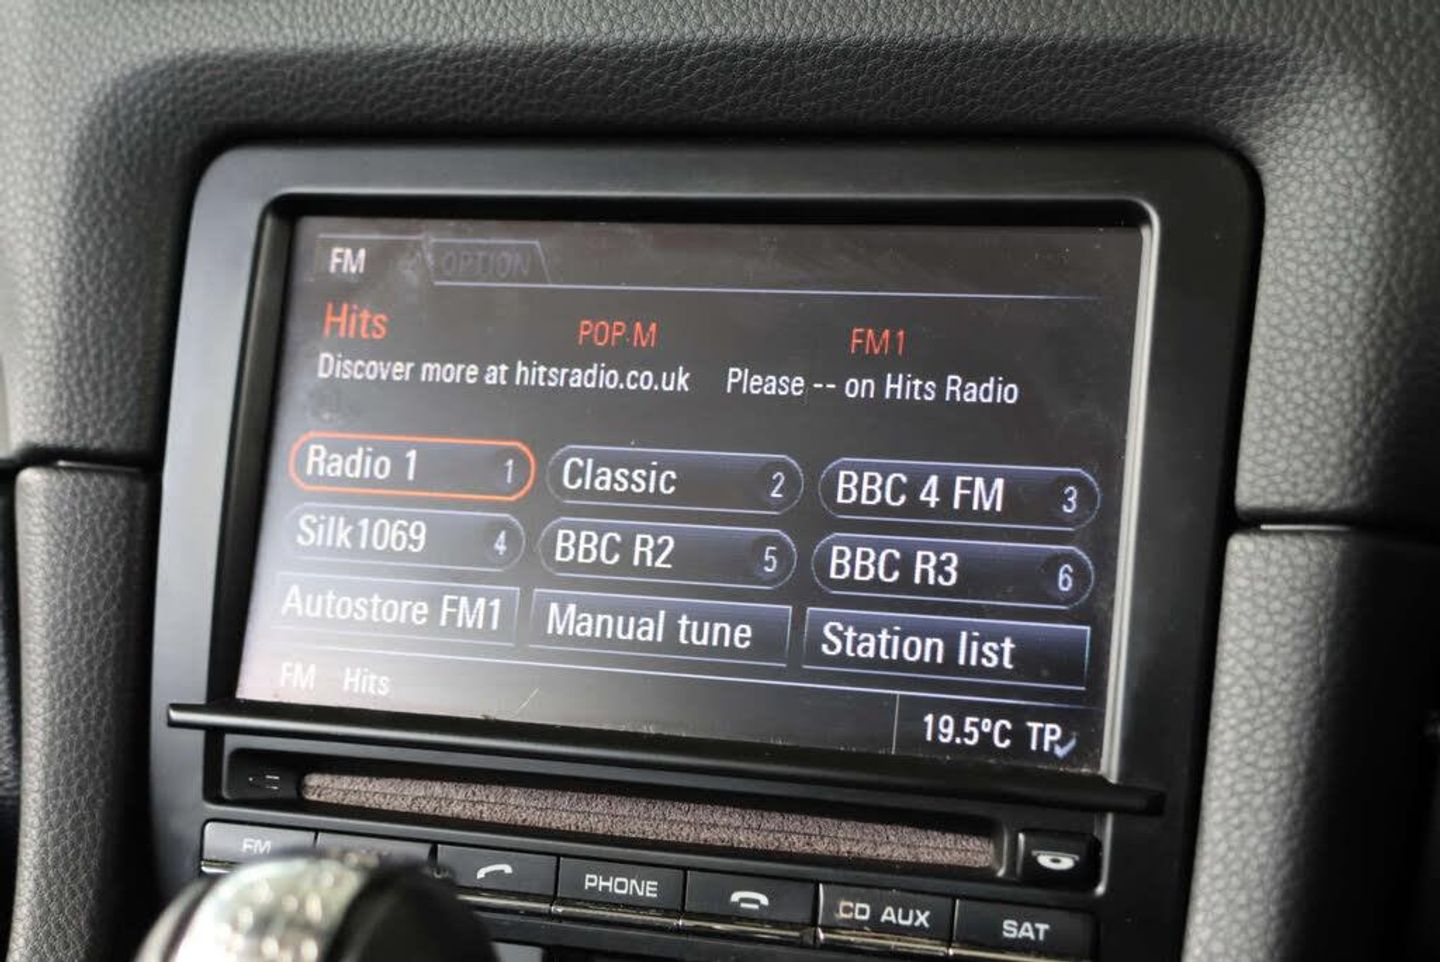 FM OPTION
Hits POP·M FM1
Discover more at hitsradio.co.uk Please -- on Hits Radio
Radio 1 1 Classic 2 BBC 4 FM 3
Silk1069 4 BBC R2 5 BBC R3 6
Autostore FM1 Manual tune Station list
FM Hits
19.5°C TP
FM PHONE CD AUX SAT